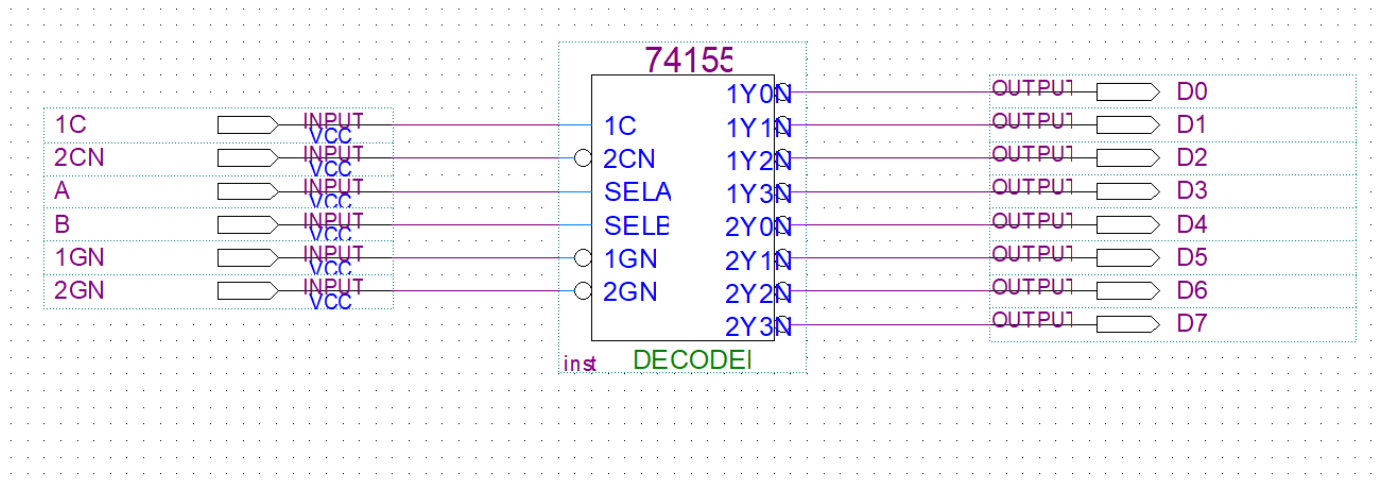 74155
1C INPUT VCC
2CN INPUT VCC
A INPUT VCC
B INPUT VCC
1GN INPUT VCC
2GN INPUT VCC
1C
2CN
SELA
SELB
1GN
2GN
1Y0N
1Y1N
1Y2N
1Y3N
2Y0N
2Y1N
2Y2N
2Y3N
inst
DECODEI
OUTPUT D0
OUTPUT D1
OUTPUT D2
OUTPUT D3
OUTPUT D4
OUTPUT D5
OUTPUT D6
OUTPUT D7